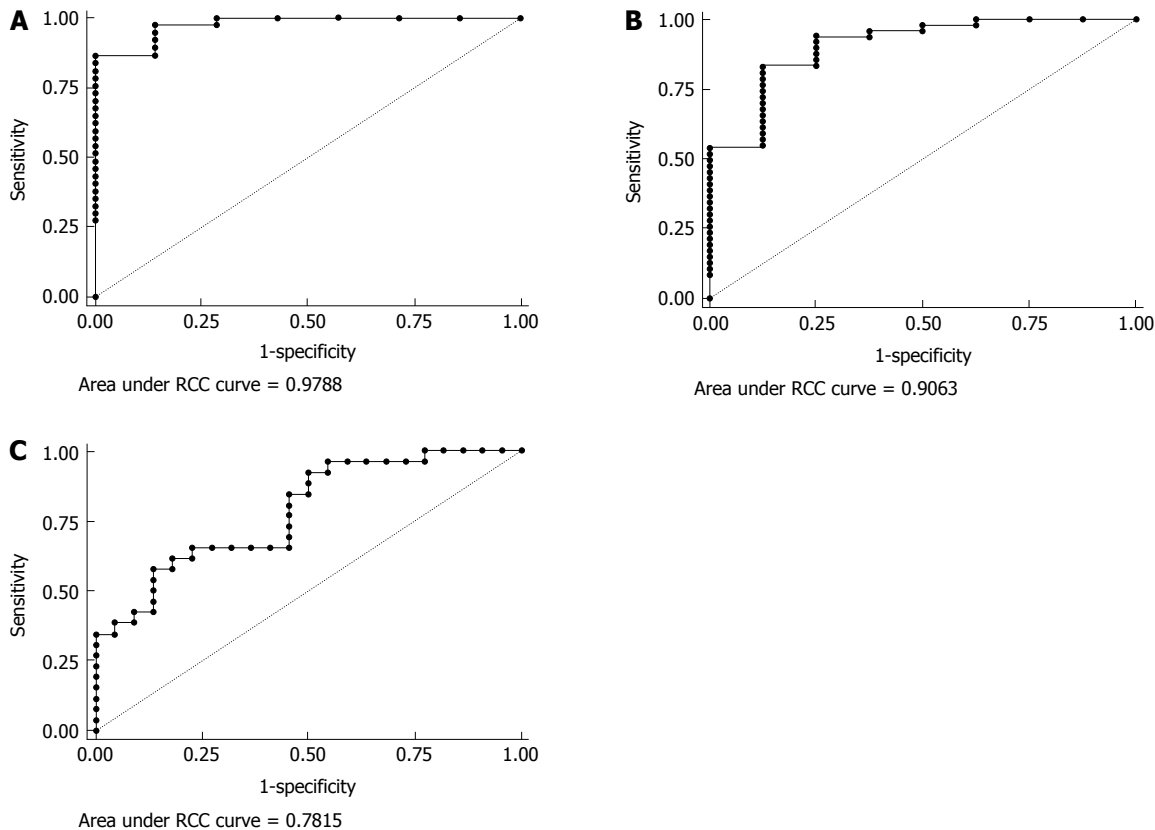 A
1.00
0.75
0.50
0.25
0.00
Sensitivity
0.00 0.25 0.50 0.75 1.00
1-specificity
Area under RCC curve = 0.9788
B
1.00
0.75
0.50
0.25
0.00
Sensitivity
0.00 0.25 0.50 0.75 1.00
1-specificity
Area under RCC curve = 0.9063
C
1.00
0.75
0.50
0.25
0.00
Sensitivity
0.00 0.25 0.50 0.75 1.00
1-specificity
Area under RCC curve = 0.7815